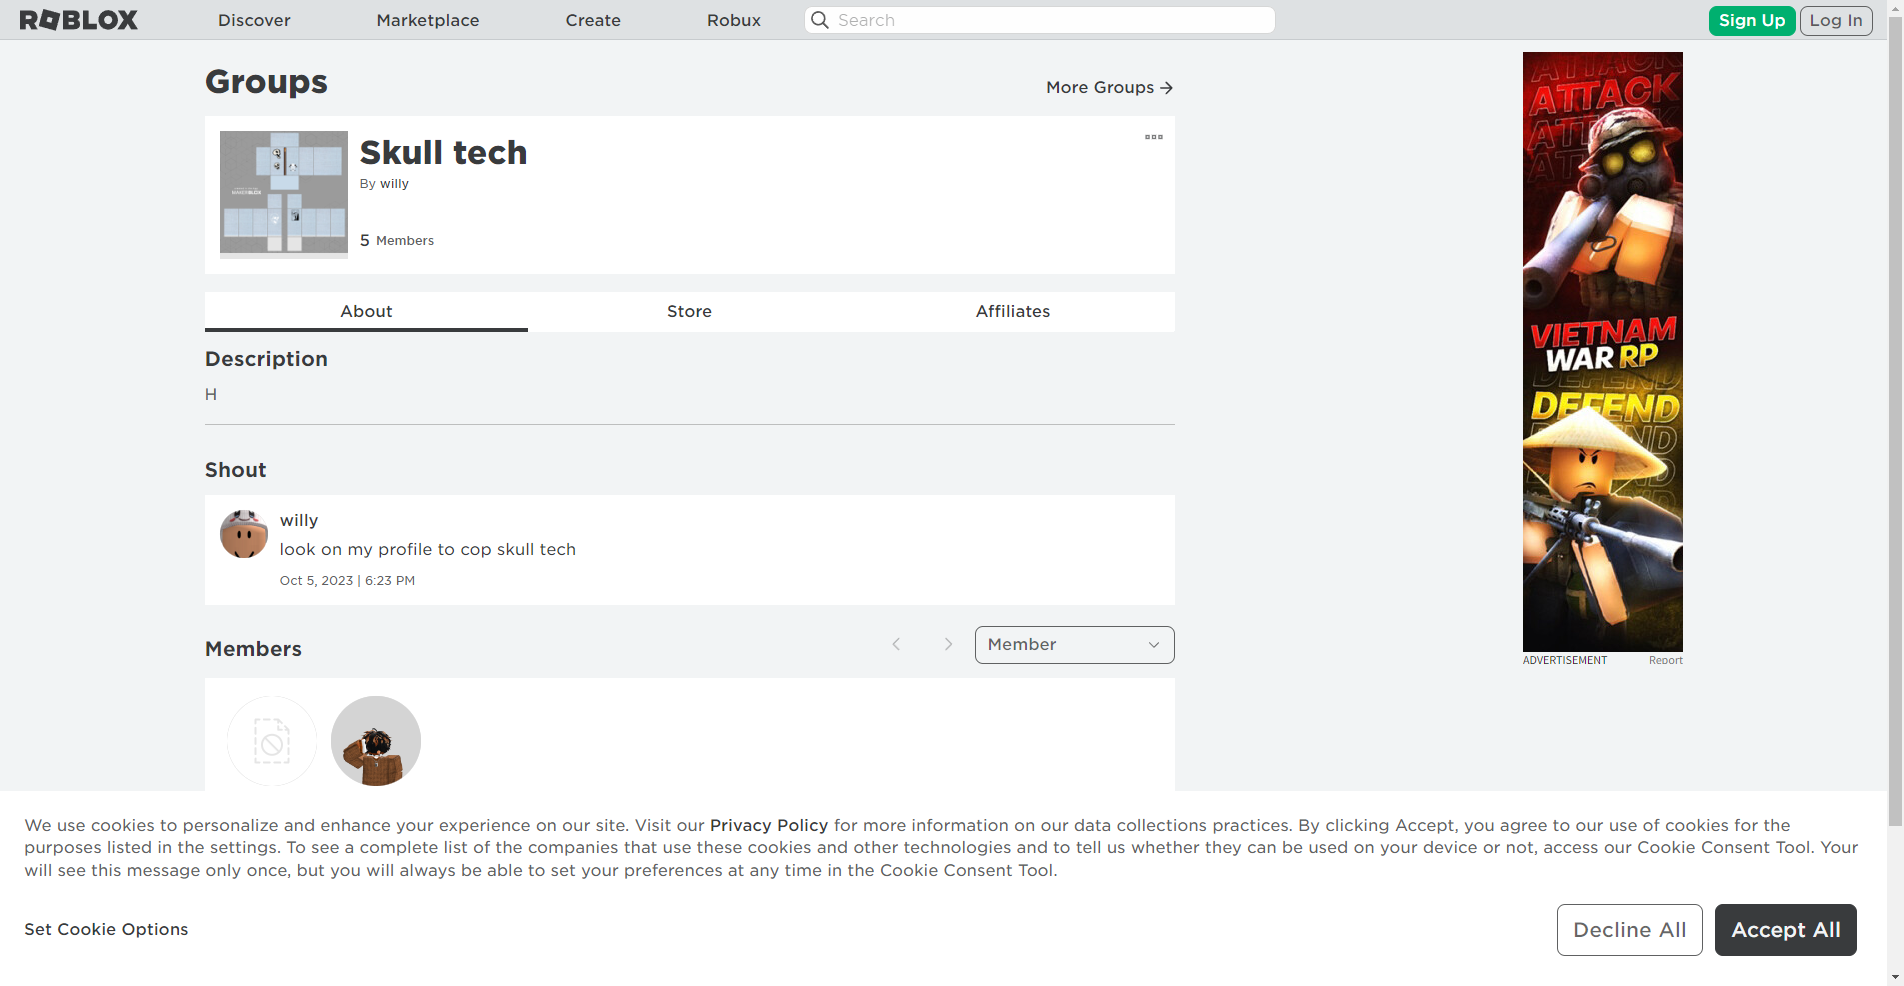 ROBLOX
Discover
Marketplace
Create
Robux
Search
Sign Up
Log In
Groups
More Groups
Skull tech
By willy
5 Members
About
Store
Affiliates
Description
H
Shout
willy
look on my profile to cop skull tech
Oct 5, 2023 | 6:23 PM
Members
Member
ATTACK
ATTACK
ATTACK
VIETNAM
WAR RP
DEFEND
DEFEND
DEFEND
ADVERTISEMENT
Report
We use cookies to personalize and enhance your experience on our site. Visit our Privacy Policy for more information on our data collections practices. By clicking Accept, you agree to our use of cookies for the
purposes listed in the settings. To see a complete list of the companies that use these cookies and other technologies and to tell us whether they can be used on your device or not, access our Cookie Consent Tool. Your
will see this message only once, but you will always be able to set your preferences at any time in the Cookie Consent Tool.
Set Cookie Options
Decline All
Accept All